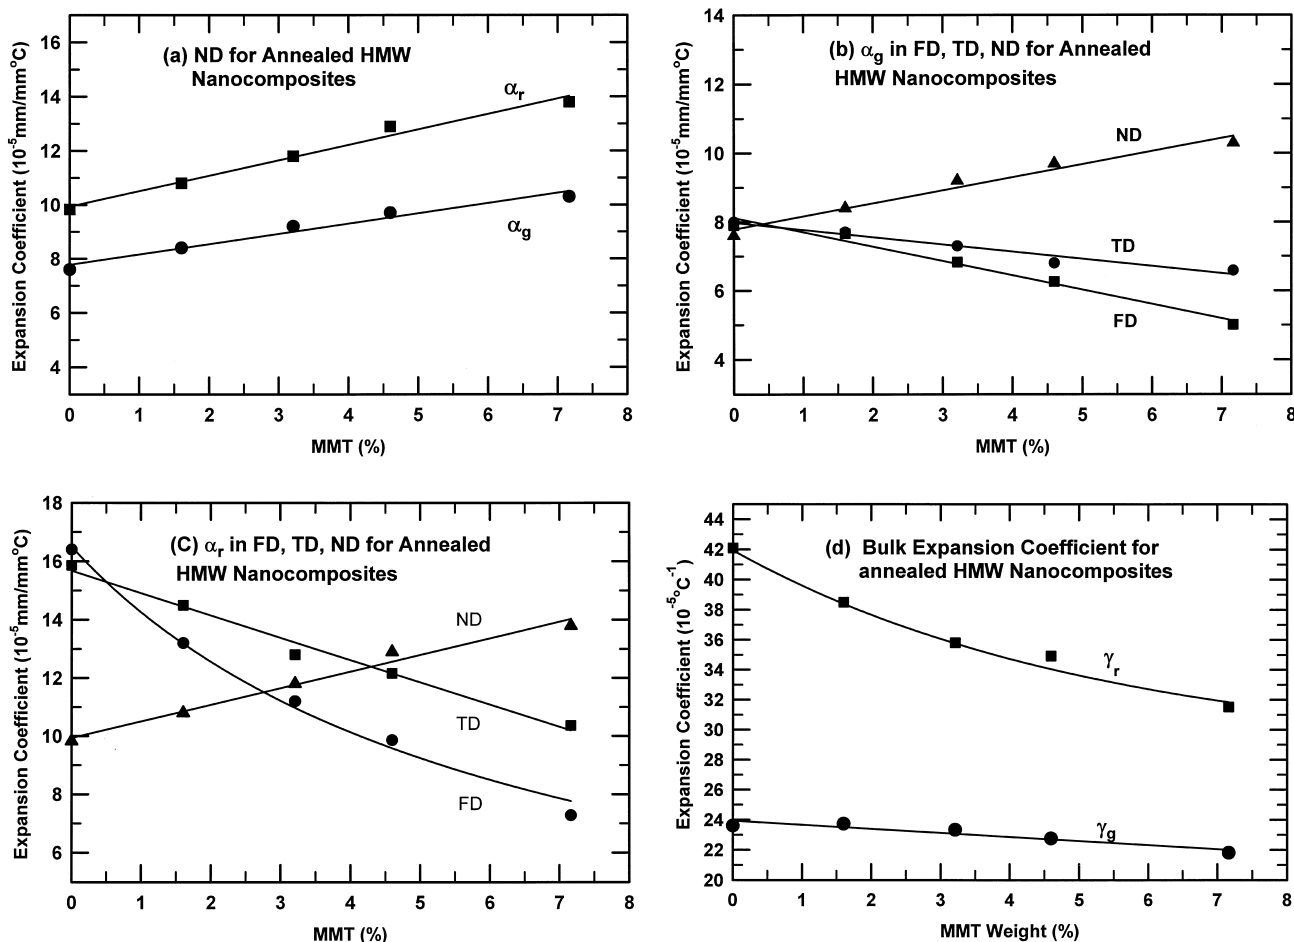 (a) ND for Annealed HMW
Nanocomposites
αr
αg
Expansion Coefficient (10-5mm/mmoC)
16
14
12
10
8
6
4
0 1 2 3 4 5 6 7 8
MMT (%)
(b) αg in FD, TD, ND for Annealed
HMW Nanocomposites
ND
TD
FD
Expansion Coefficient (10-5mm/mmoC)
14
12
10
8
6
4
0 1 2 3 4 5 6 7 8
MMT (%)
(C) αr in FD, TD, ND for Annealed
HMW Nanocomposites
ND
TD
FD
Expansion Coefficient (10-5mm/mmoC)
18
16
14
12
10
8
6
0 1 2 3 4 5 6 7 8
MMT (%)
(d) Bulk Expansion Coefficient for
annealed HMW Nanocomposites
γr
γg
Expansion Coefficient (10-5oC-1)
44
42
40
38
36
34
32
30
28
26
24
22
20
0 1 2 3 4 5 6 7 8
MMT Weight (%)